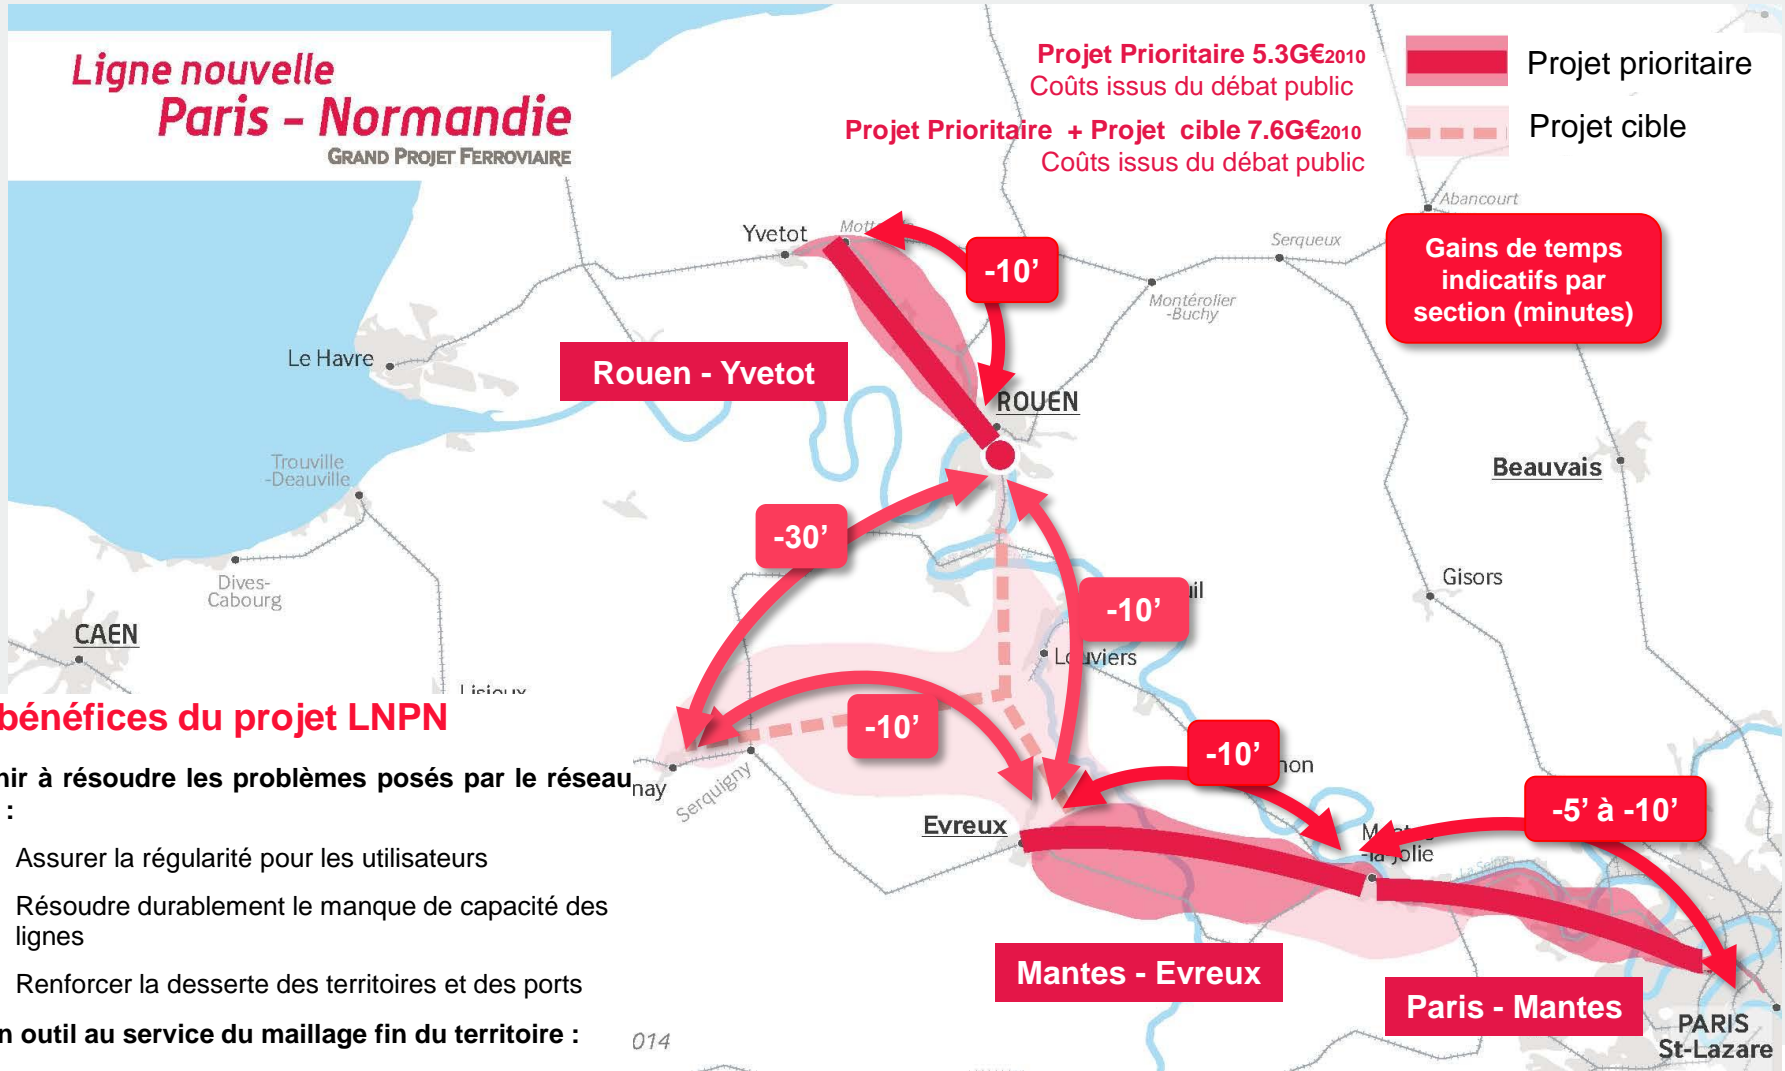 Ligne nouvelle
Paris – Normandie
GRAND PROJET FERROVIAIRE
Projet Prioritaire 5.3G€2010
Coûts issus du débat public
Projet Prioritaire + Projet cible 7.6G€2010
Coûts issus du débat public
Projet prioritaire
Projet cible
Abancourt
Gains de temps
indicatifs par
section (minutes)
Yvetot
Serqueux
-10’
Montérolier
-Buchy
Le Havre
Rouen - Yvetot
ROUEN
Trouville
-Deauville
Beauvais
-30’
Dives-
Cabourg
Gisors
-10’
CAEN
Louviers
Lisieux
bénéfices du projet LNPN
-10’
-10’
nir à résoudre les problèmes posés par le réseau
:
nay
Serquigny
non
-5’ à -10’
Evreux
-la-Jolie
La Seine
Assurer la régularité pour les utilisateurs
Résoudre durablement le manque de capacité des
lignes
Renforcer la desserte des territoires et des ports
n outil au service du maillage fin du territoire :
Mantes - Evreux
Paris - Mantes
014
PARIS
St-Lazare